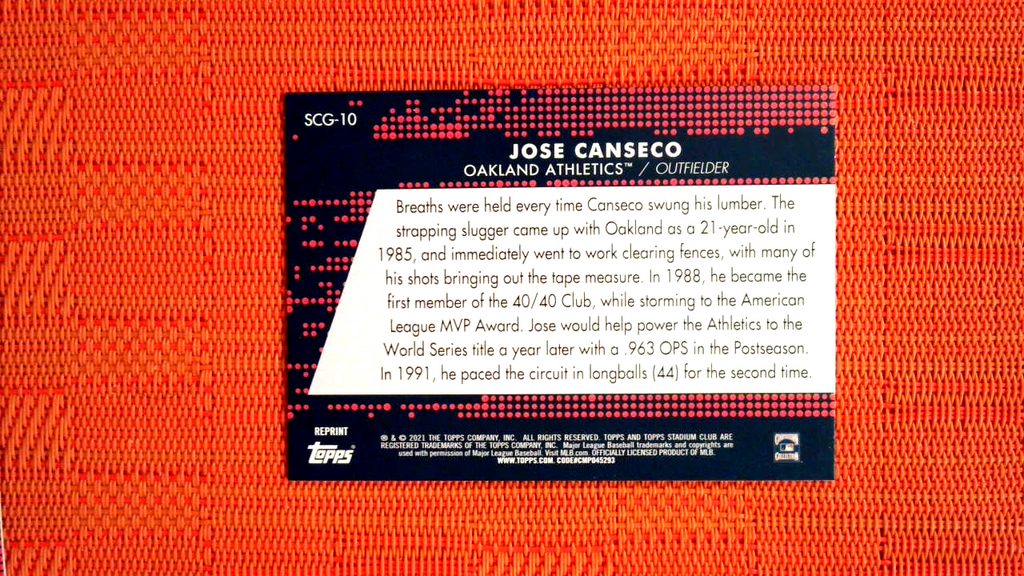 SCG-10
JOSE CANSECO
OAKLAND ATHLETICS™ / OUTFIELDER
Breaths were held every time Canseco swung his lumber. The
strapping slugger came up with Oakland as a 21-year-old in
1985, and immediately went to work clearing fences, with many of
his shots bringing out the tape measure. In 1988, he became the
first member of the 40/40 Club, while storming to the American
League MVP Award. Jose would help power the Athletics to the
World Series title a year later with a .963 OPS in the Postseason.
In 1991, he paced the circuit in longballs (44) for the second time.
REPRINT
Topps
® & © 2021 THE TOPPS COMPANY, INC. ALL RIGHTS RESERVED. TOPPS AND TOPPS STADIUM CLUB ARE
REGISTERED TRADEMARKS OF THE TOPPS COMPANY, INC. Major League Baseball trademarks and copyrights are
used with permission of Major League Baseball. Visit MLB.com. OFFICIALLY LICENSED PRODUCT OF MLB.
WWW.TOPPS.COM. CODE#CMP045293